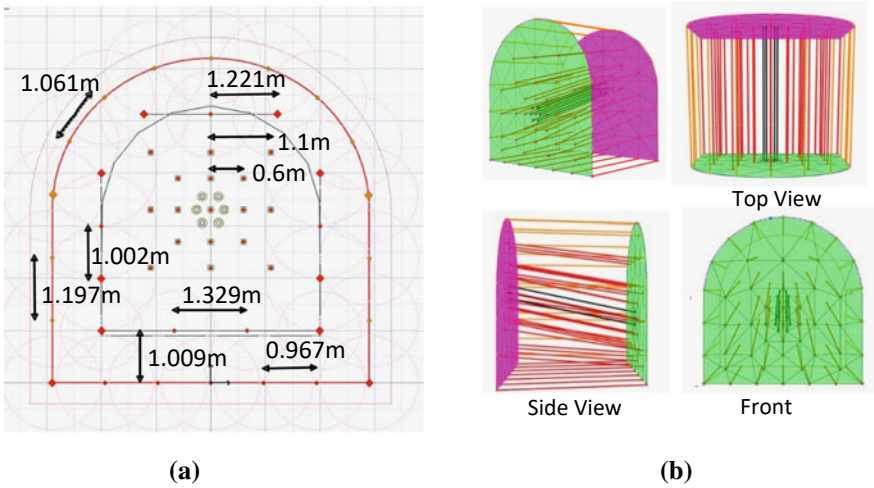 1.061m
1.221m
1.1m
0.6m
1.002m
1.197m
1.329m
1.009m
0.967m
Top View
Side View
Front
(a)
(b)